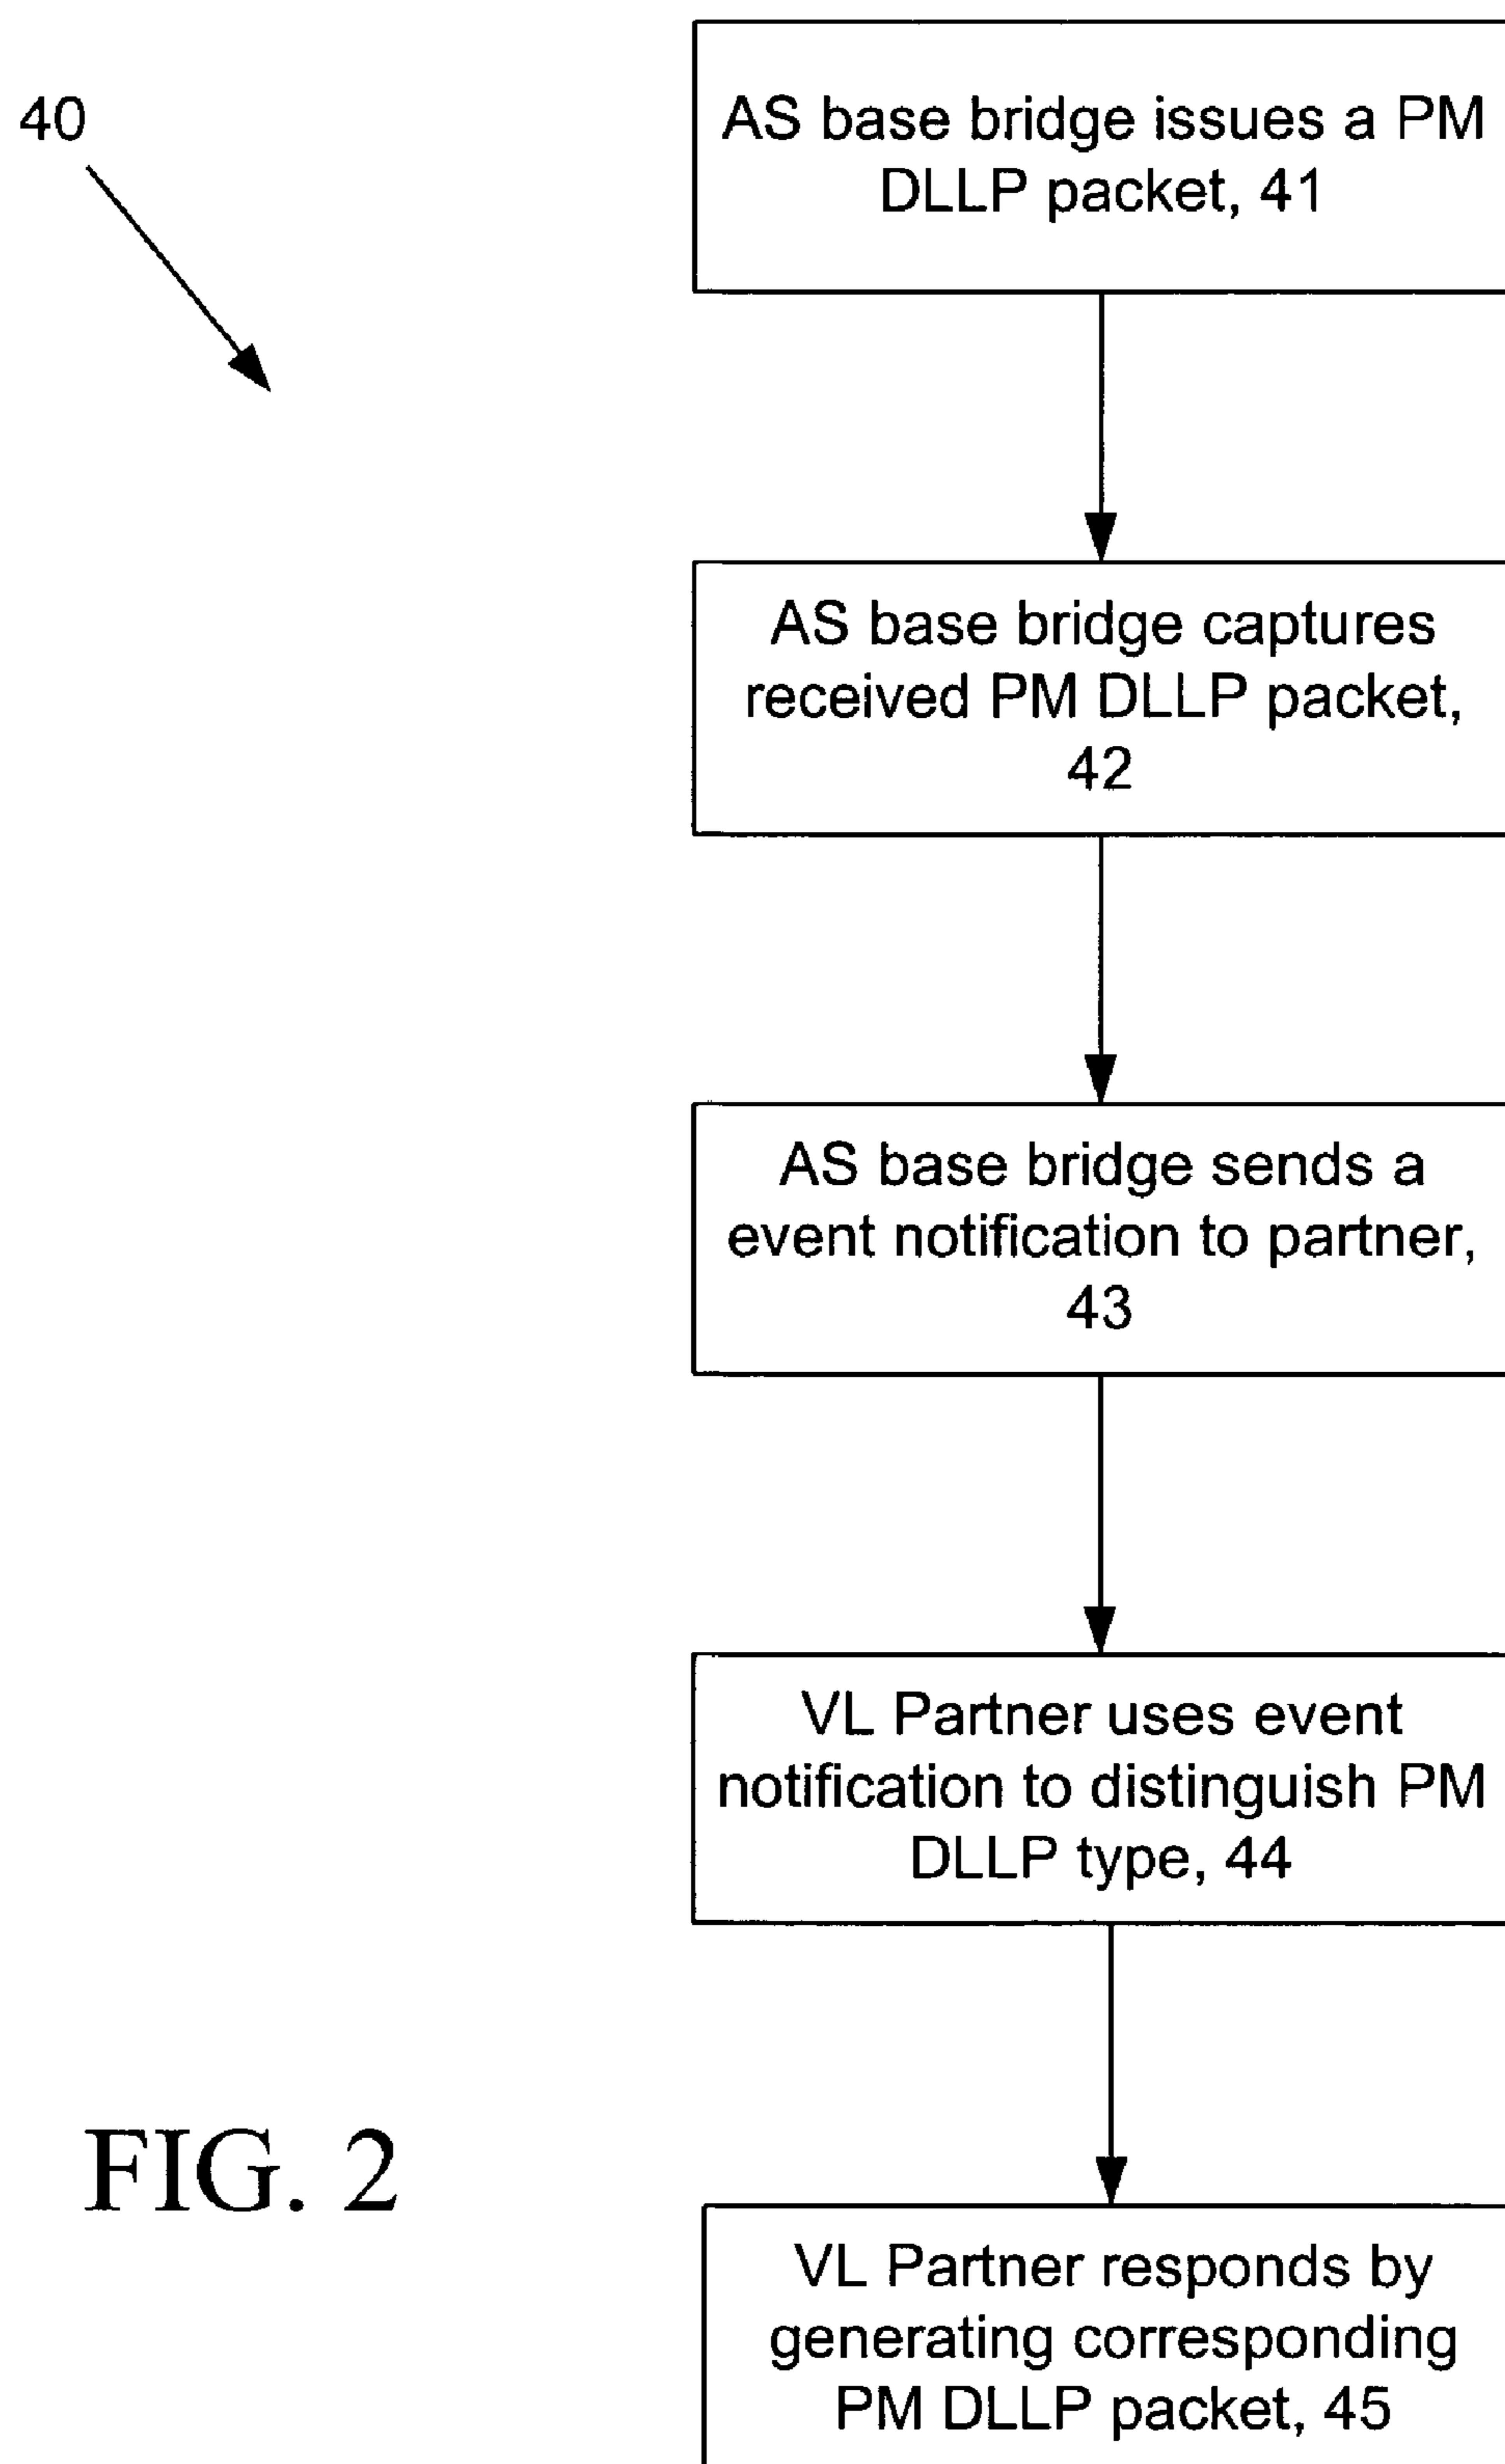 40
AS base bridge issues a PM
DLLP packet, 41
AS base bridge captures
received PM DLLP packet,
42
AS base bridge sends a
event notification to partner,
43
VL Partner uses event
notification to distinguish PM
DLLP type, 44
FIG. 2
VL Partner responds by
generating corresponding
PM DLLP packet, 45